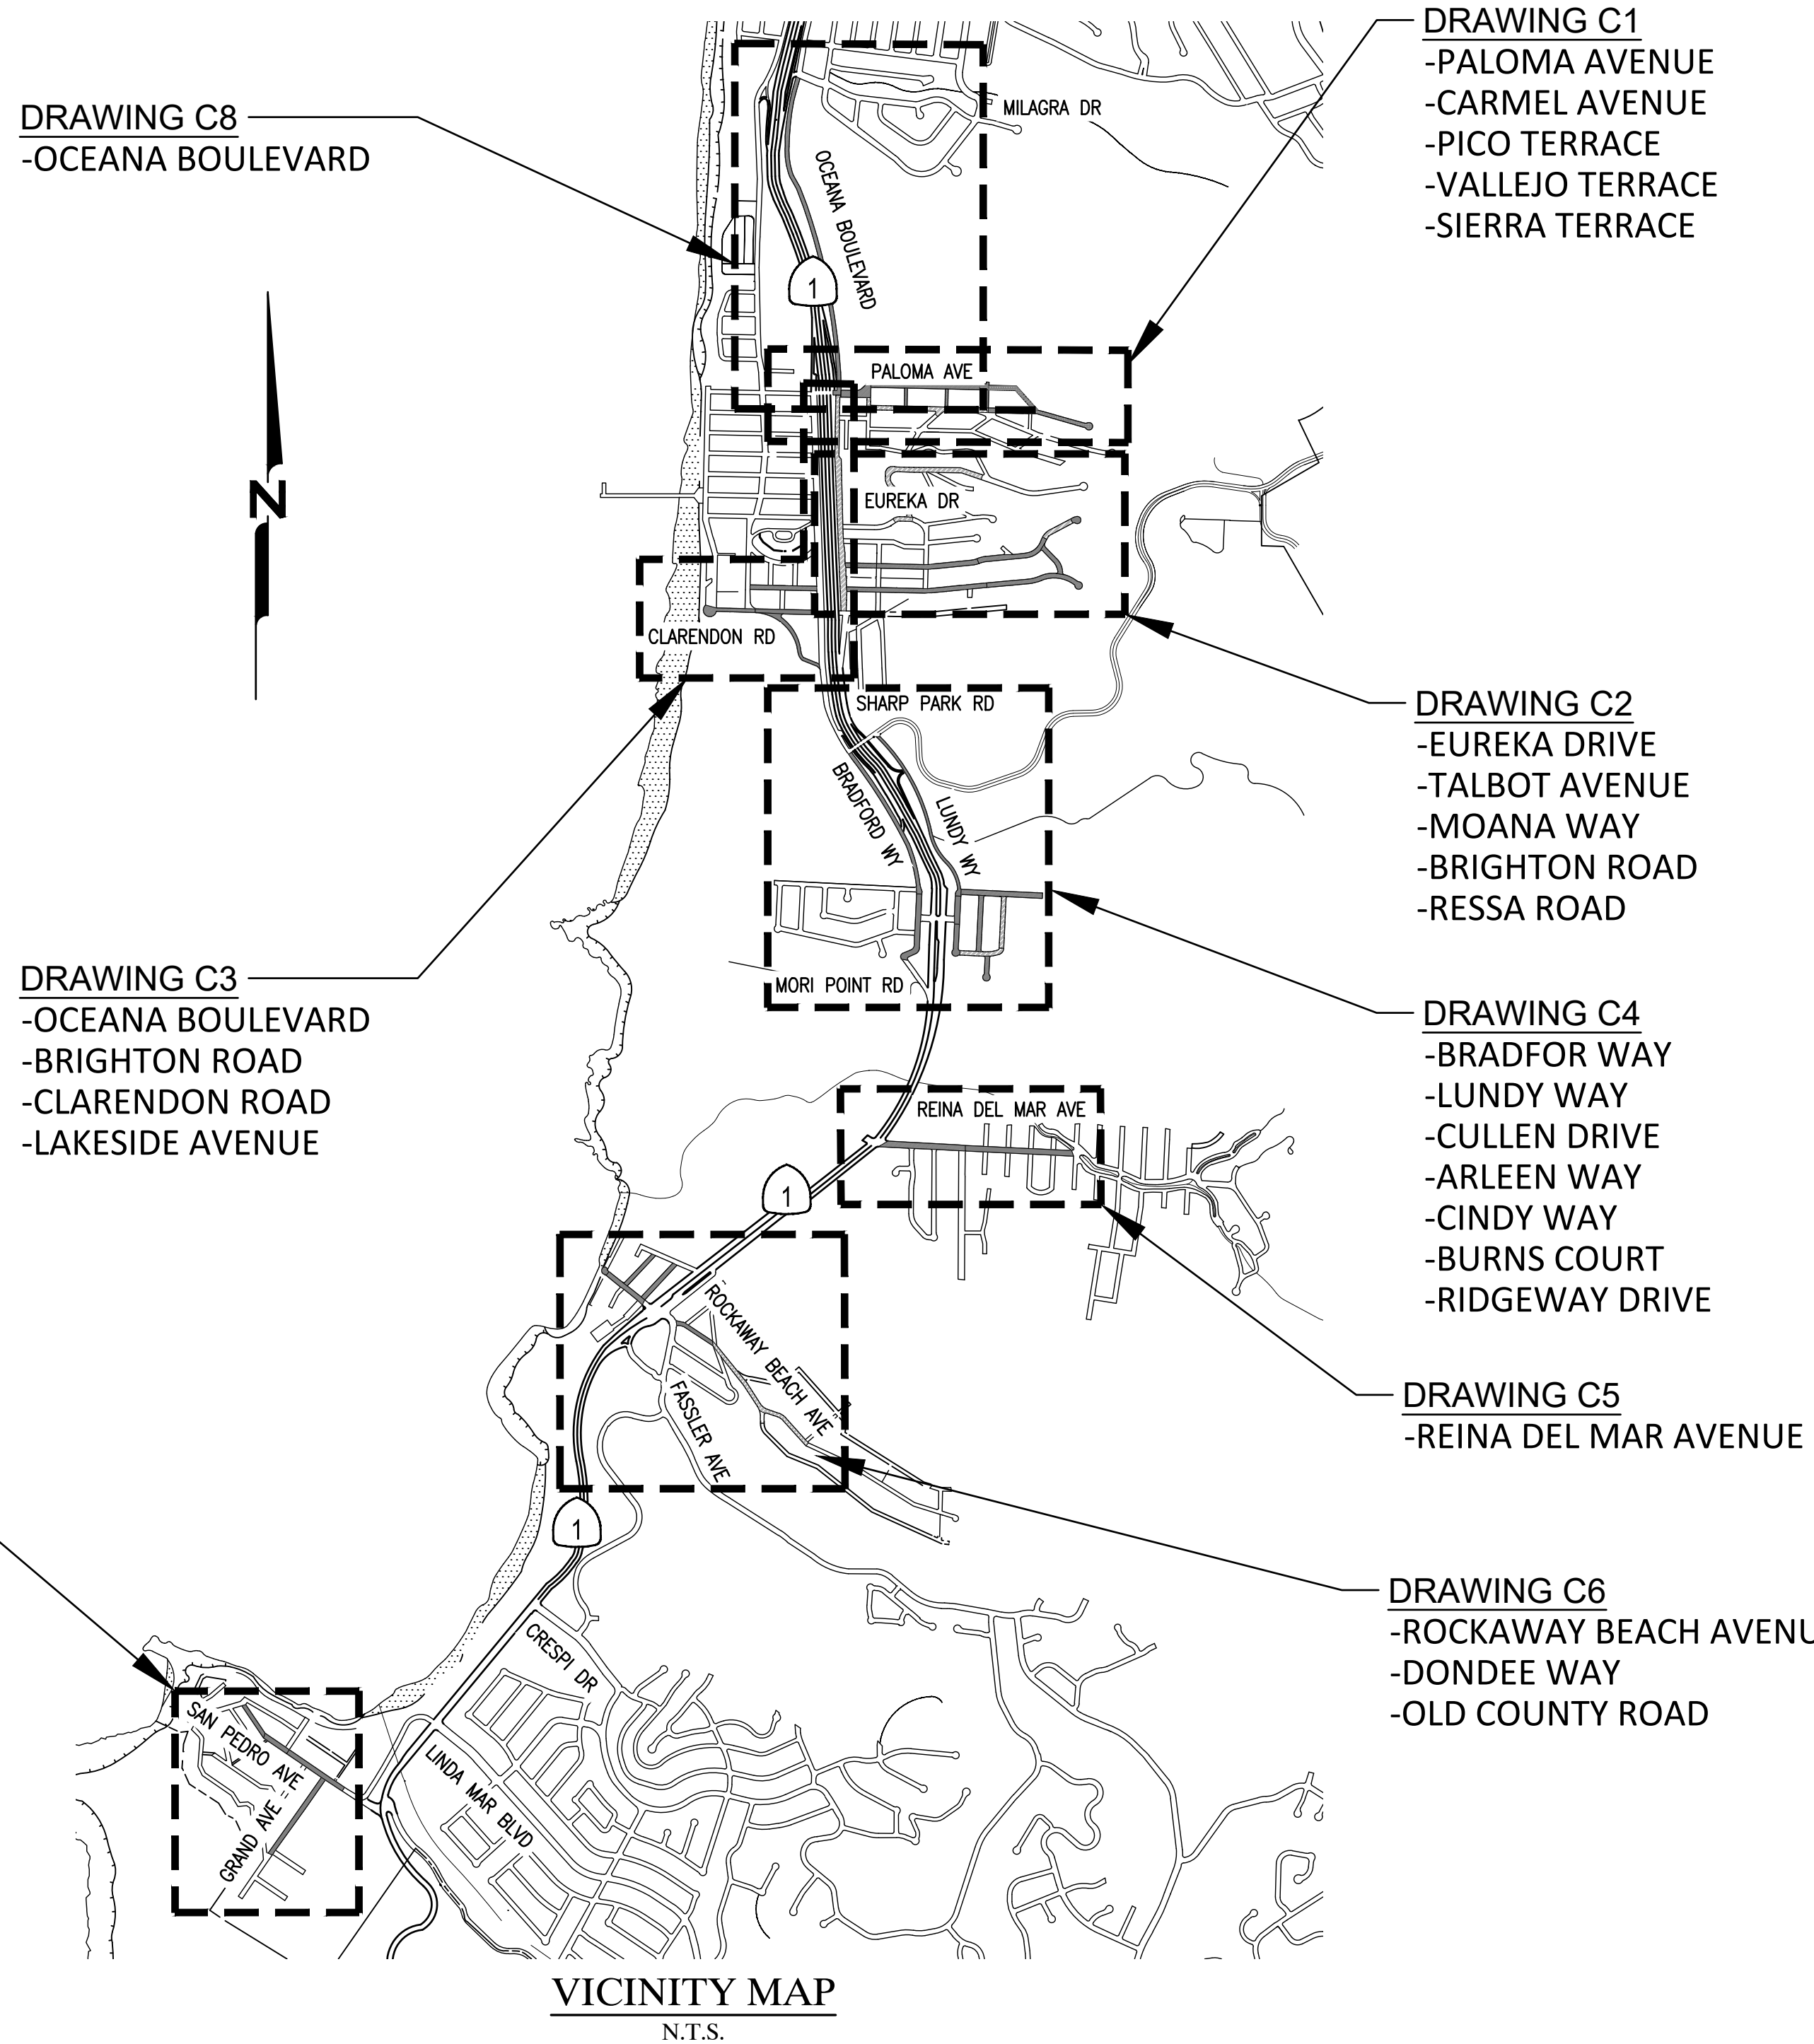 DRAWING C1
-PALOMA AVENUE
-CARMEL AVENUE
-PICO TERRACE
-VALLEJO TERRACE
-SIERRA TERRACE
DRAWING C8
-OCEANA BOULEVARD
MILAGRA DR
OCEANA BOULEVARD
1
PALOMA AVE
N
EUREKA DR
CLARENDON RD
SHARP PARK RD
DRAWING C2
-EUREKA DRIVE
-TALBOT AVENUE
-MOANA WAY
-BRIGHTON ROAD
-RESSA ROAD
BRADFORD WY
LUNDY WY
DRAWING C3
-OCEANA BOULEVARD
-BRIGHTON ROAD
-CLARENDON ROAD
-LAKESIDE AVENUE
MORI POINT RD
DRAWING C4
-BRADFOR WAY
-LUNDY WAY
-CULLEN DRIVE
-ARLEEN WAY
-CINDY WAY
-BURNS COURT
-RIDGEWAY DRIVE
REINA DEL MAR AVE
1
ROCKAWAY BEACH AVE
FASSLER AVE
DRAWING C5
-REINA DEL MAR AVENUE
1
DRAWING C6
-ROCKAWAY BEACH AVENU
-DONDEE WAY
-OLD COUNTY ROAD
CRESPI DR
SAN PEDRO AVE
GRAND AVE
LINDA MAR BLVD
VICINITY MAP
N.T.S.